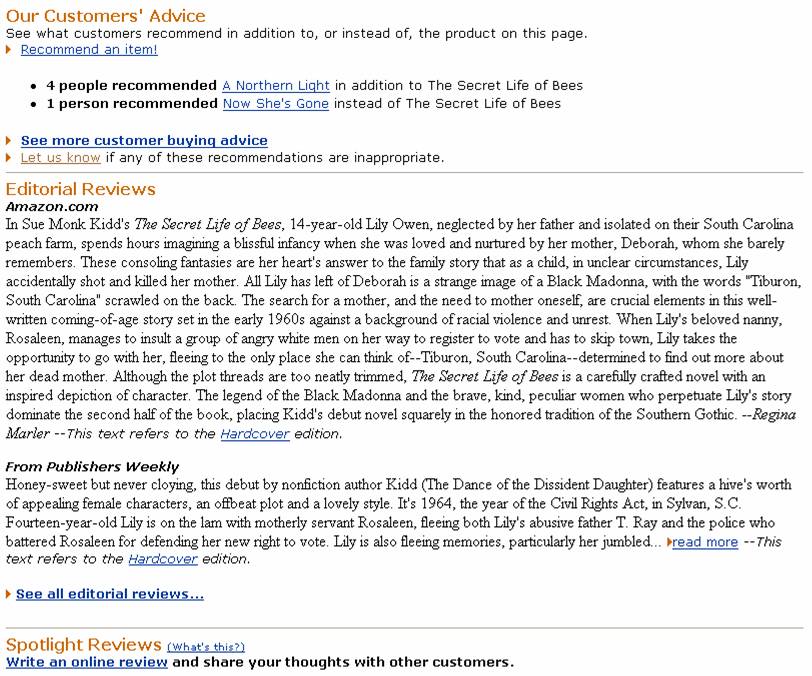 Our Customers' Advice
See what customers recommend in addition to, or instead of, the product on this page.
Recommend an item!
• 4 people recommended A Northern Light in addition to The Secret Life of Bees
• 1 person recommended Now She's Gone instead of The Secret Life of Bees
See more customer buying advice
Let us know if any of these recommendations are inappropriate.
Editorial Reviews
Amazon.com
In Sue Monk Kidd's The Secret Life of Bees, 14-year-old Lily Owen, neglected by her father and isolated on their South Carolina
peach farm, spends hours imagining a blissful infancy when she was loved and nurtured by her mother, Deborah, whom she barely
remembers. These consoling fantasies are her heart's answer to the family story that as a child, in unclear circumstances, Lily
accidentally shot and killed her mother. All Lily has left of Deborah is a strange image of a Black Madonna, with the words "Tiburon,
South Carolina" scrawled on the back. The search for a mother, and the need to mother oneself, are crucial elements in this well-
written coming-of-age story set in the early 1960s against a background of racial violence and unrest. When Lily's beloved nanny,
Rosaleen, manages to insult a group of angry white men on her way to register to vote and has to skip town, Lily takes the
opportunity to go with her, fleeing to the only place she can think of--Tiburon, South Carolina--determined to find out more about
her dead mother. Although the plot threads are too neatly trimmed, The Secret Life of Bees is a carefully crafted novel with an
inspired depiction of character. The legend of the Black Madonna and the brave, kind, peculiar women who perpetuate Lily's story
dominate the second half of the book, placing Kidd's debut novel squarely in the honored tradition of the Southern Gothic. --Regina
Marler --This text refers to the Hardcover edition.
From Publishers Weekly
Honey-sweet but never cloying, this debut by nonfiction author Kidd (The Dance of the Dissident Daughter) features a hive's worth
of appealing female characters, an offbeat plot and a lovely style. It's 1964, the year of the Civil Rights Act, in Sylvan, S.C.
Fourteen-year-old Lily is on the lam with motherly servant Rosaleen, fleeing both Lily's abusive father T. Ray and the police who
battered Rosaleen for defending her new right to vote. Lily is also fleeing memories, particularly her jumbled... read more --This
text refers to the Hardcover edition.
See all editorial reviews...
Spotlight Reviews (What's this?)
Write an online review and share your thoughts with other customers.